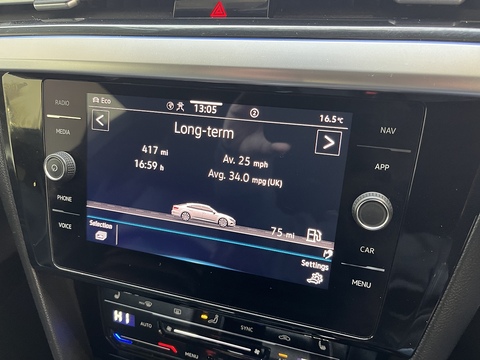 RADIO
MEDIA
PHONE
VOICE
Eco
13:05
2
16.5°C
Long-term
417 mi
16:59 h
Av. 25 mph
Avg. 34.0 mpg (UK)
75 mi
Selection
Settings
NAV
APP
CAR
MENU
AUTO
SYNC
MENU